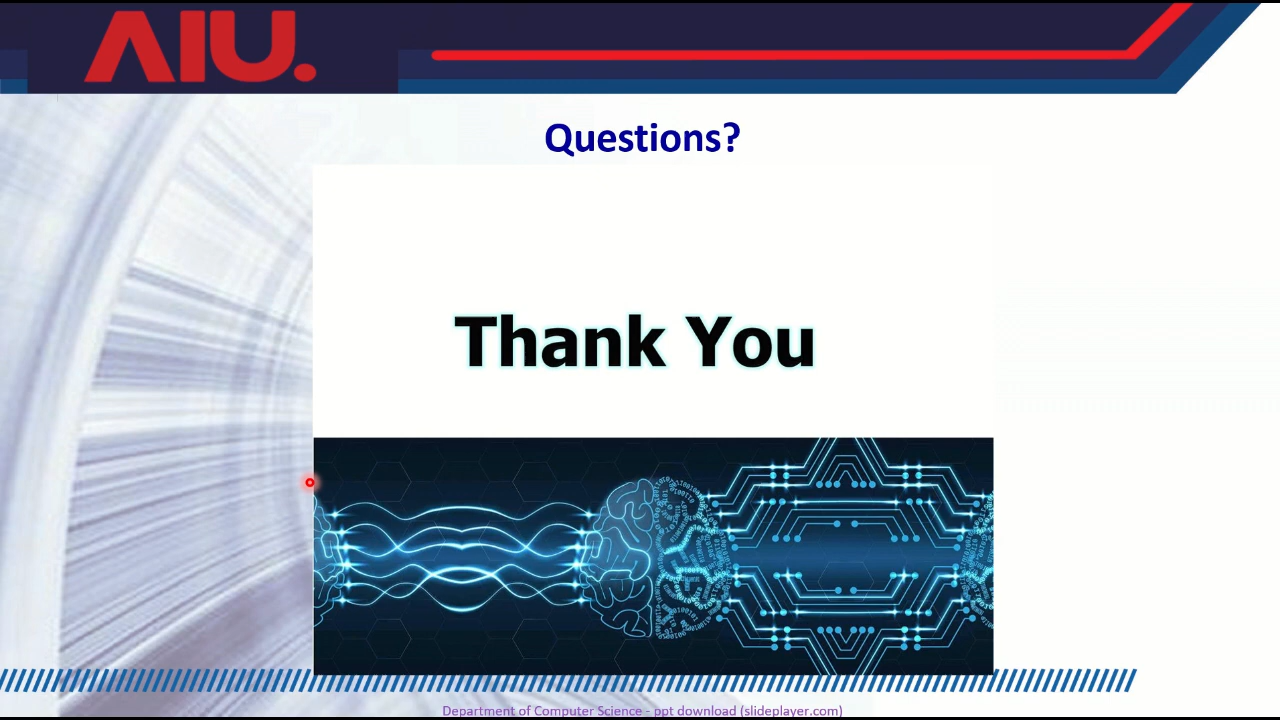 AIU.
Questions?
Thank You
Department of Computer Science - ppt download (slideplayer.com)